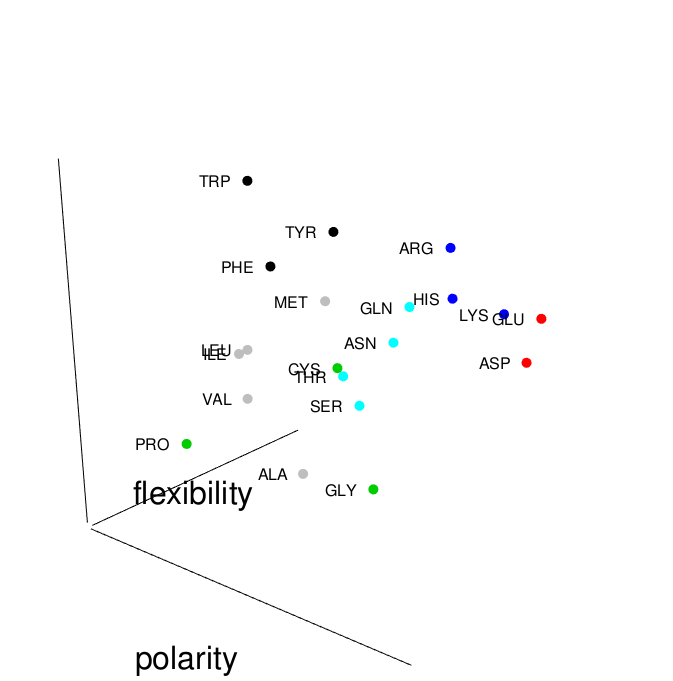 TRP
TYR
ARG
PHE
MET
HIS
GLN
LYS
GLU
ASN
LEU
ILE
ASP
CYS
THR
VAL
SER
PRO
ALA
GLY
flexibility
polarity